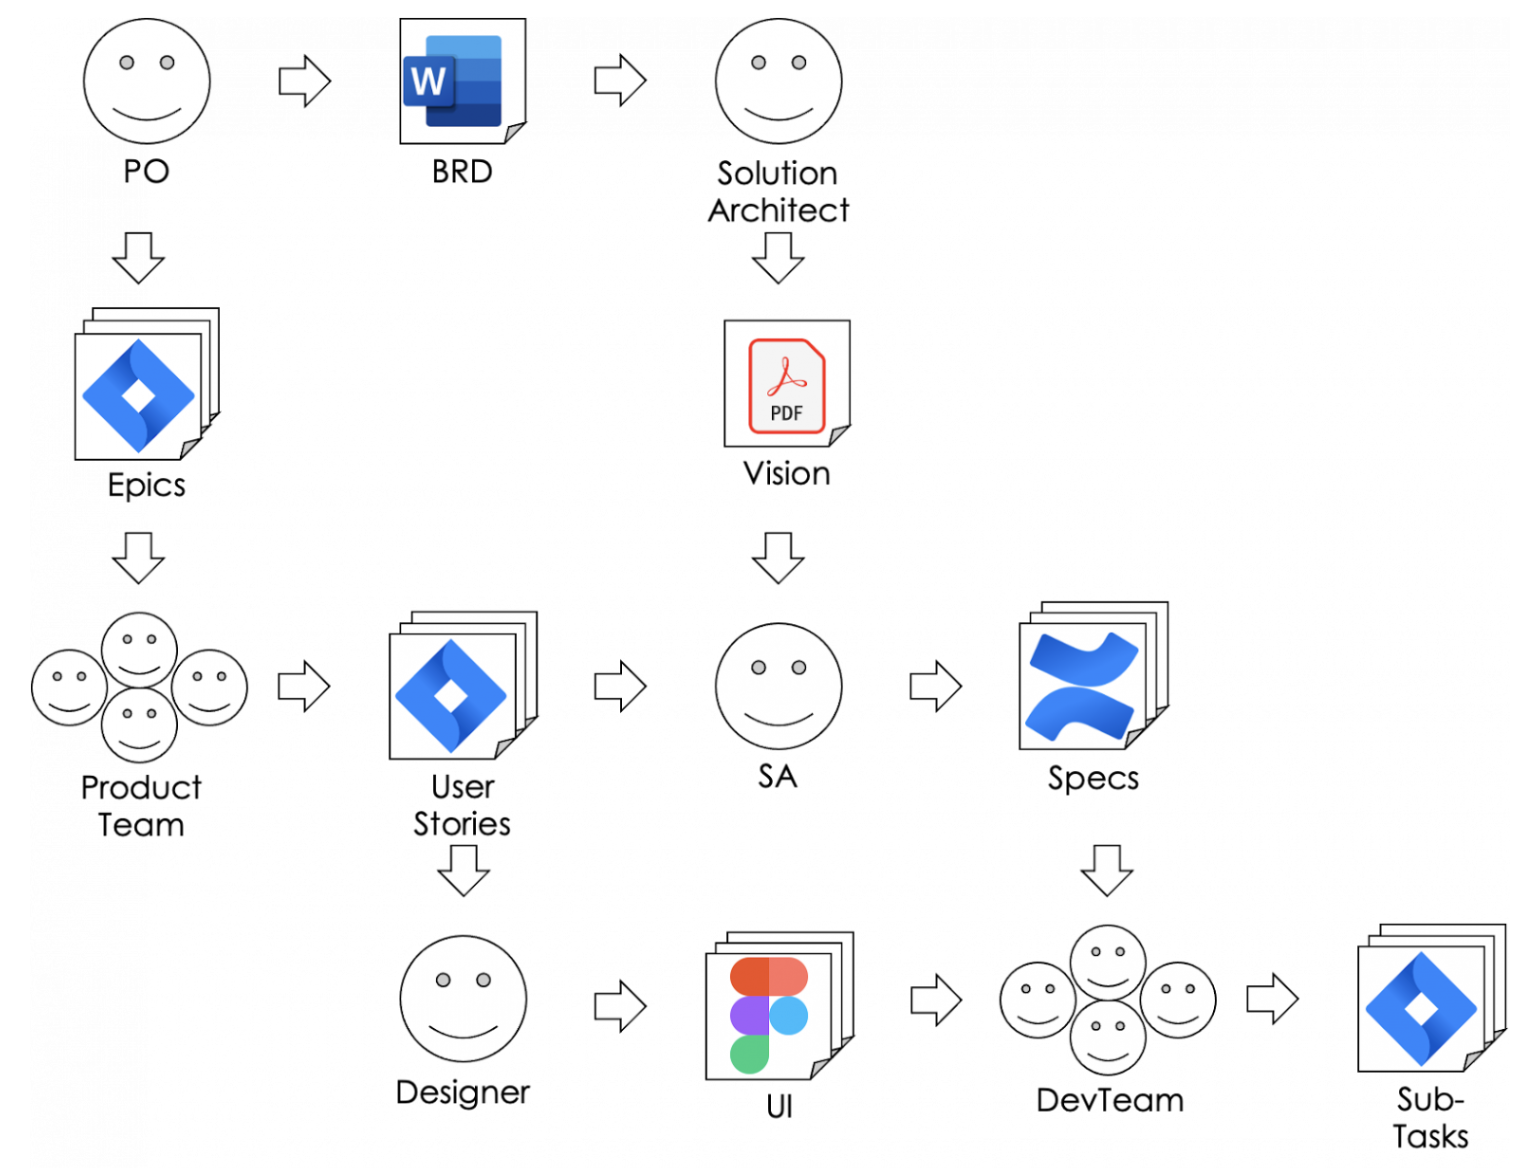 W
PO
BRD
Solution
Architect
PDF
Epics
Vision
Product
Team
User
Stories
SA
Specs
Designer
UI
DevTeam
Sub-
Tasks